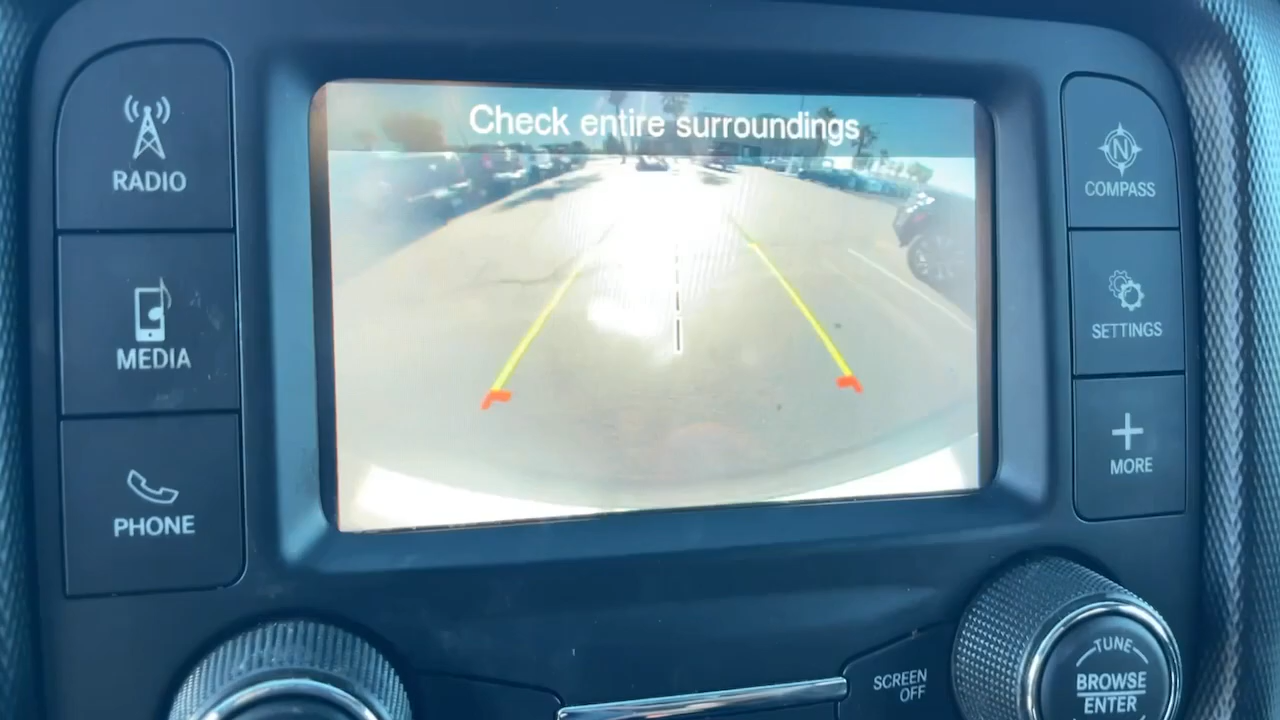 Check entire surroundings
RADIO
MEDIA
PHONE
N
COMPASS
SETTINGS
MORE
SCREEN
OFF
TUNE
BROWSE
ENTER